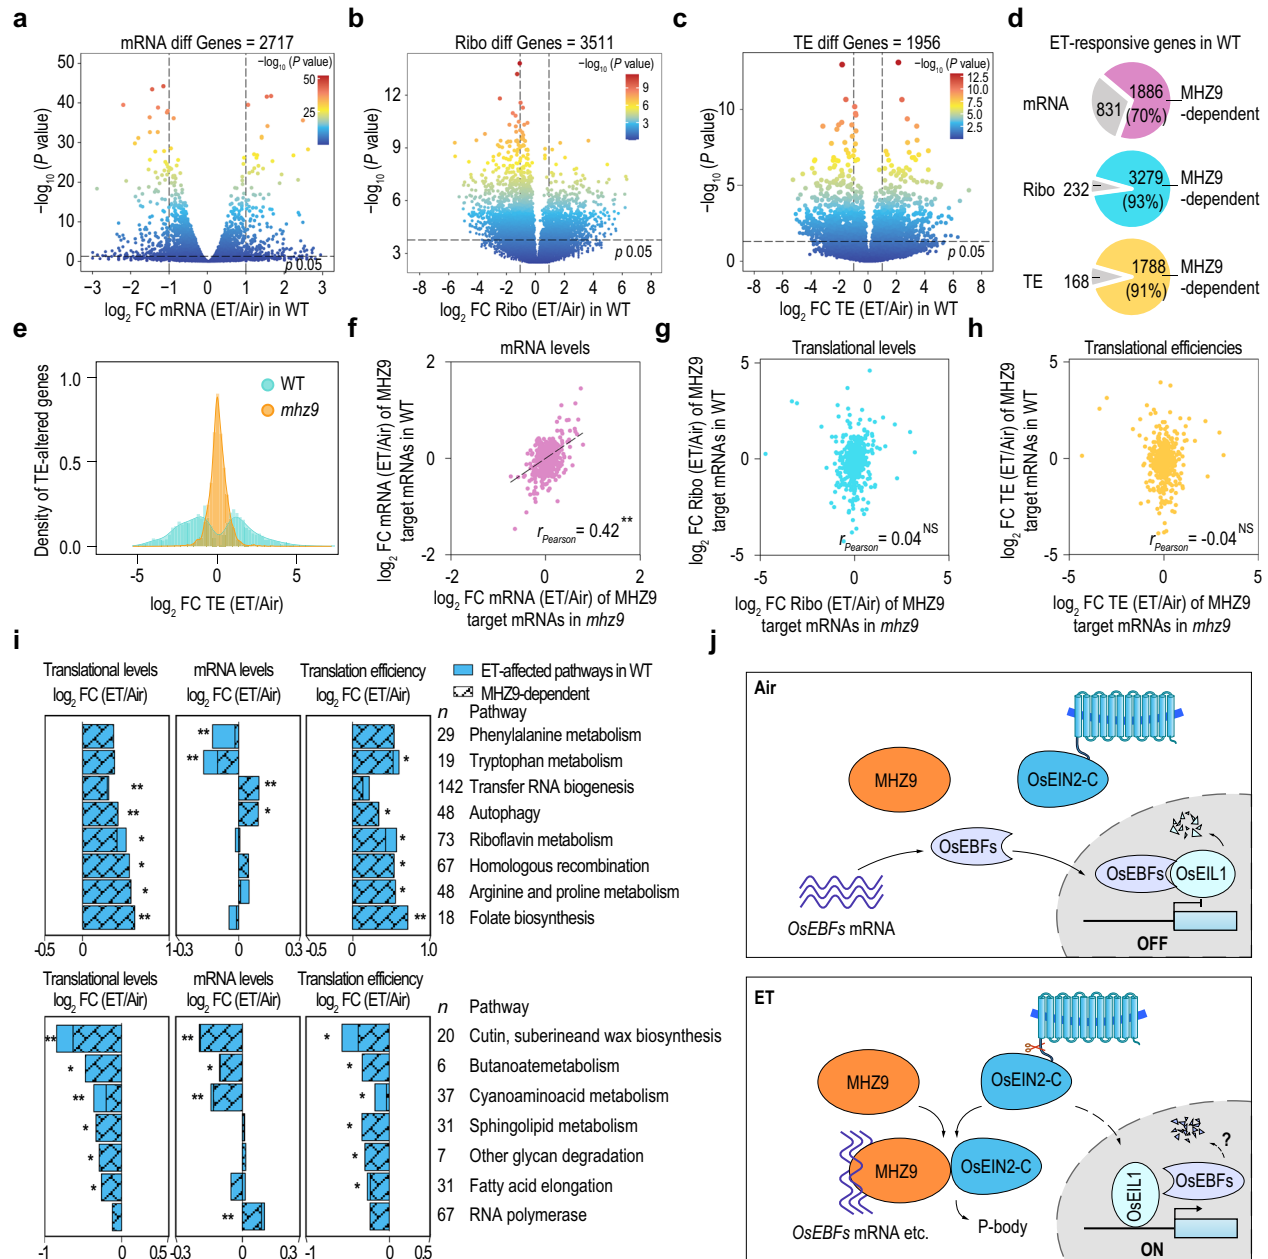 a
mRNA diff Genes = 2717
−log10 (P value)
50
25
50
40
30
20
10
0
−log10 (P value)
p 0.05
−3 −2 −1 0 1 2 3
log2 FC mRNA (ET/Air) in WT
b
Ribo diff Genes = 3511
−log10 (P value)
9
6
3
12
9
6
3
−log10 (P value)
p 0.05
−8 −6 −4 −2 0 2 4 6 8
log2 FC Ribo (ET/Air) in WT
c
TE diff Genes = 1956
−log10 (P value)
12.5
10.0
7.5
5.0
2.5
10
5
0
−log10 (P value)
p 0.05
−8 −6 −4 −2 0 2 4 6 8
log2 FC TE (ET/Air) in WT
d
ET-responsive genes in WT
mRNA
831
1886
(70%)
MHZ9
-dependent
Ribo
232
3279
(93%)
MHZ9
-dependent
TE
168
1788
(91%)
MHZ9
-dependent
e
Density of TE-altered genes
1.0
0.5
0.0
WT
mhz9
-5 0 5
log2 FC TE (ET/Air)
f
mRNA levels
log2 FC mRNA (ET/Air) of MHZ9
target mRNAs in WT
2
0
-2
rPearson = 0.42**
-2 0 2
log2 FC mRNA (ET/Air) of MHZ9
target mRNAs in mhz9
g
Translational levels
log2 FC Ribo (ET/Air) of MHZ9
target mRNAs in WT
5
0
-5
rPearson = 0.04NS
-5 0 5
log2 FC Ribo (ET/Air) of MHZ9
target mRNAs in mhz9
h
Translational efficiencies
log2 FC TE (ET/Air) of MHZ9
target mRNAs in WT
5
0
-5
rPearson = -0.04NS
-5 0 5
log2 FC TE (ET/Air) of MHZ9
target mRNAs in mhz9
i
Translational levels
log2 FC (ET/Air)
mRNA levels
log2 FC (ET/Air)
Translation efficiency
log2 FC (ET/Air)
ET-affected pathways in WT
MHZ9-dependent
n Pathway
** 29 Phenylalanine metabolism
** * 19 Tryptophan metabolism
** ** 142 Transfer RNA biogenesis
** * * 48 Autophagy
* * 73 Riboflavin metabolism
* * 67 Homologous recombination
* * 48 Arginine and proline metabolism
** ** 18 Folate biosynthesis
-0.5 0 1
-0.3 0 0.3
-0.5 0 1.0
Translational levels
log2 FC (ET/Air)
mRNA levels
log2 FC (ET/Air)
Translation efficiency
log2 FC (ET/Air)
n Pathway
** ** * 20 Cutin, suberineand wax biosynthesis
* * * 6 Butanoatemetabolism
** ** * 37 Cyanoaminoacid metabolism
* * 31 Sphingolipid metabolism
* * 7 Other glycan degradation
* * 31 Fatty acid elongation
** 67 RNA polymerse
-1 0
-0.3 0 0.3
-1 0 0.5
0.5
j
Air
MHZ9
OsEIN2-C
OsEBFs
OsEBFs mRNA
OsEBFs
OsEIL1
OFF
ET
MHZ9
OsEIN2-C
MHZ9
OsEIN2-C
OsEBFs mRNA etc.
P-body
OsEIL1
OsEBFs
?
ON